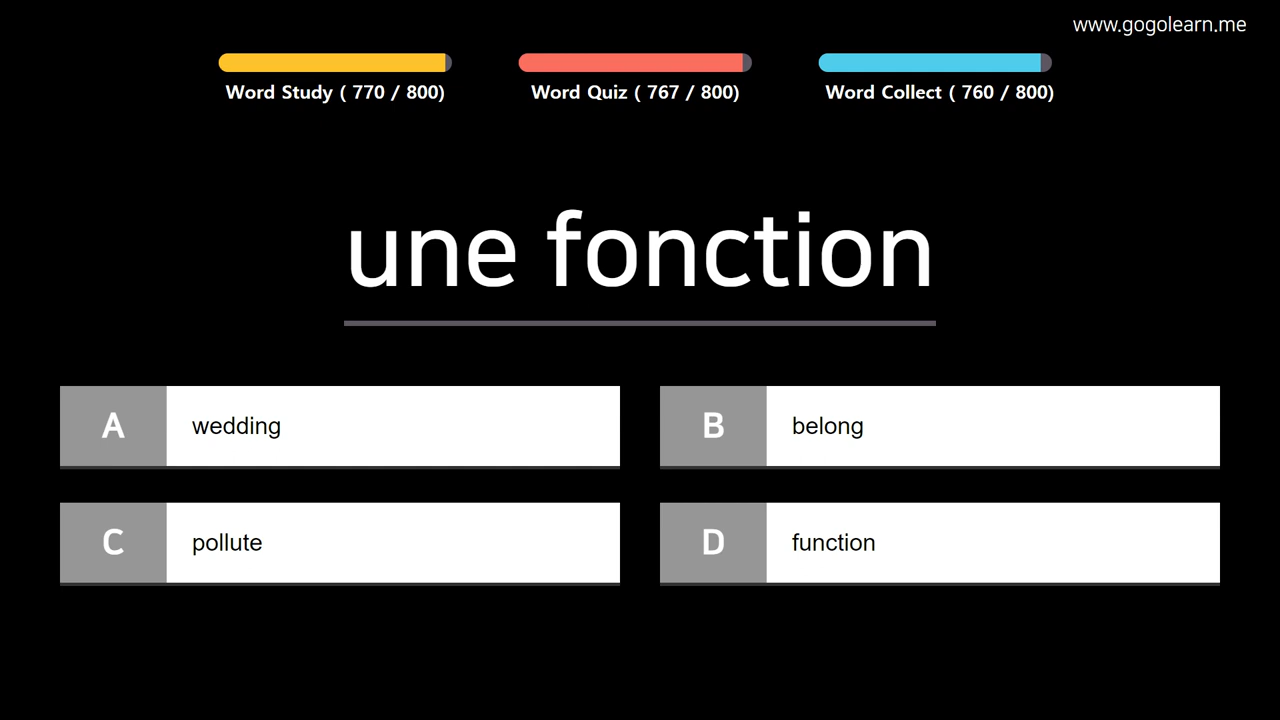 www.gogolearn.me
Word Study ( 770 / 800)
Word Quiz ( 767 / 800)
Word Collect ( 760 / 800)
une fonction
A wedding
B belong
C pollute
D function